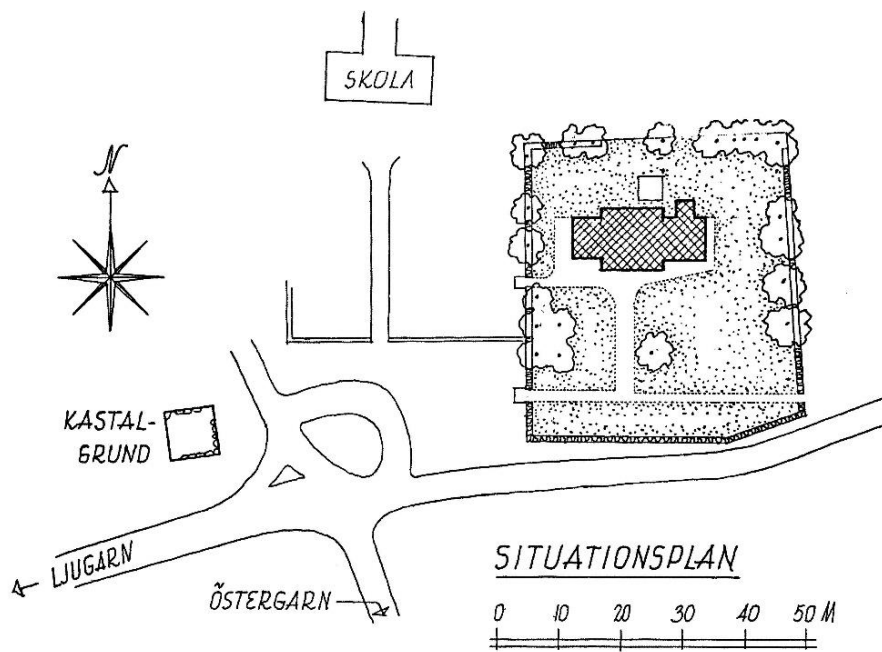 SKOLA
N
KASTAL-
GRUND
LJUGARN
ÖSTERGARN
SITUATIONSPLAN
0 10 20 30 40 50 M